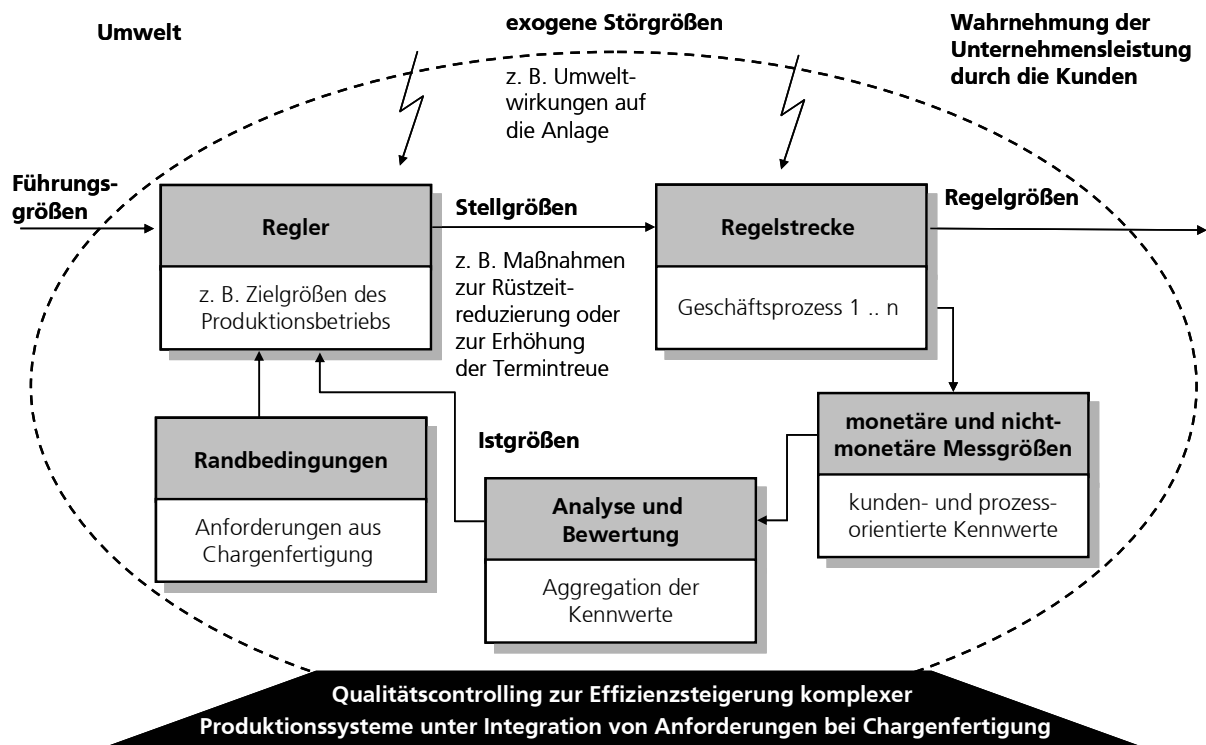 Umwelt
exogene Störgrößen
z. B. Umwelt-
wirkungen auf
die Anlage
Wahrnehmung der
Unternehmensleistung
durch die Kunden
Führungs-
größen
Regler
z. B. Zielgrößen des
Produktionsbetriebs
Stellgrößen
z. B. Maßnahmen
zur Rüstzeit-
reduzierung oder
zur Erhöhung
der Termintreue
Regelstrecke
Geschäftsprozess 1 .. n
Regelgrößen
Randbedingungen
Anforderungen aus
Chargenfertigung
Istgrößen
Analyse und
Bewertung
Aggregation der
Kennwerte
monetäre und nicht-
monetäre Messgrößen
kunden- und prozess-
orientierte Kennwerte
Qualitätscontrolling zur Effizienzsteigerung komplexer
Produktionssysteme unter Integration von Anforderungen bei Chargenfertigung